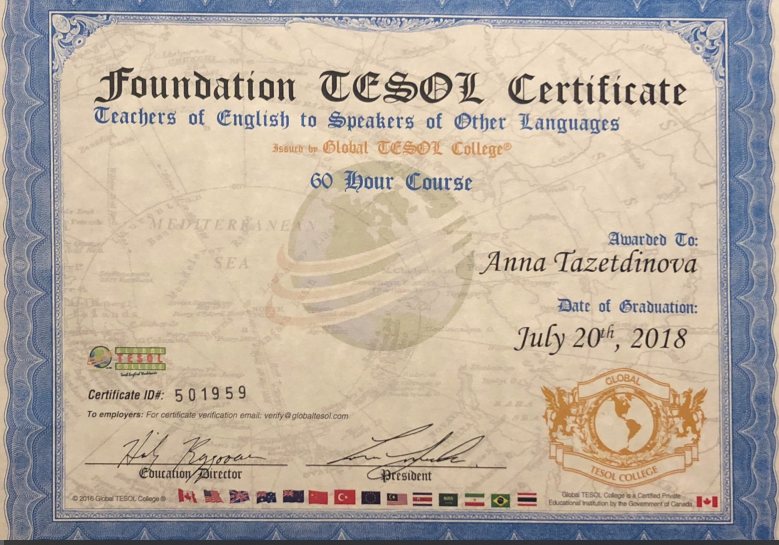 Foundation TESOL Certificate
Teachers of English to Speakers of Other Languages
Issued by Global TESOL College®
60 Hour Course
MEDITERRANEAN
SEA
Awarded To:
Anna Tazetdinova
Date of Graduation:
July 20th, 2018
GLOBAL
TESOL
COLLEGE
Certificate ID#: 501959
To employers: For certificate verification email: verify@globaltesol.com
Education Director
President
GLOBAL
TESOL COLLEGE
© 2016 Global TESOL College ®
Global TESOL College is a Certified Private
Educational Institution by the Government of Canada.